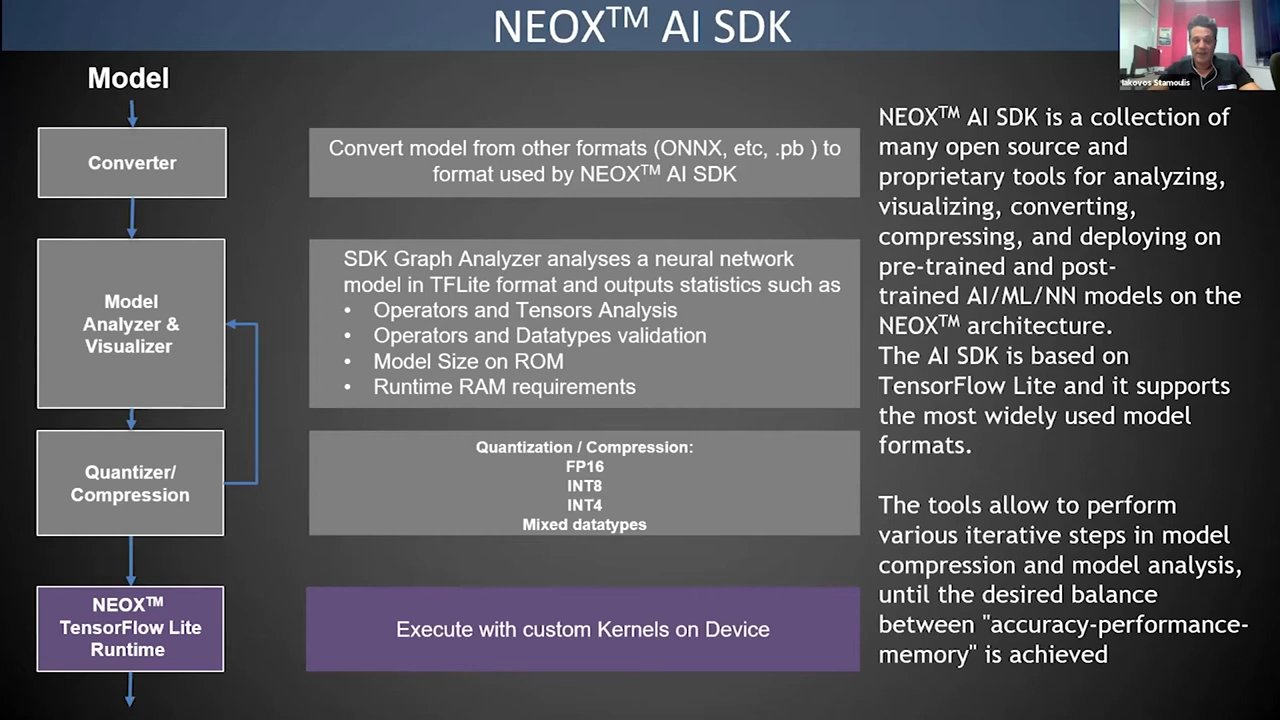 NEOX™ AI SDK
Iakovos Stamoulis
Model
Converter
Convert model from other formats (ONNX, etc, .pb ) to
format used by NEOX™ AI SDK
Model
Analyzer &
Visualizer
SDK Graph Analyzer analyses a neural network
model in TFLite format and outputs statistics such as
• Operators and Tensors Analysis
• Operators and Datatypes validation
• Model Size on ROM
• Runtime RAM requirements
Quantizer/
Compression
Quantization / Compression:
FP16
INT8
INT4
Mixed datatypes
NEOX™
TensorFlow Lite
Runtime
Execute with custom Kernels on Device
NEOX™ AI SDK is a collection of
many open source and
proprietary tools for analyzing,
visualizing, converting,
compressing, and deploying on
pre-trained and post-
trained AI/ML/NN models on the
NEOX™ architecture.
The AI SDK is based on
TensorFlow Lite and it supports
the most widely used model
formats.
The tools allow to perform
various iterative steps in model
compression and model analysis,
until the desired balance
between "accuracy-performance-
memory" is achieved